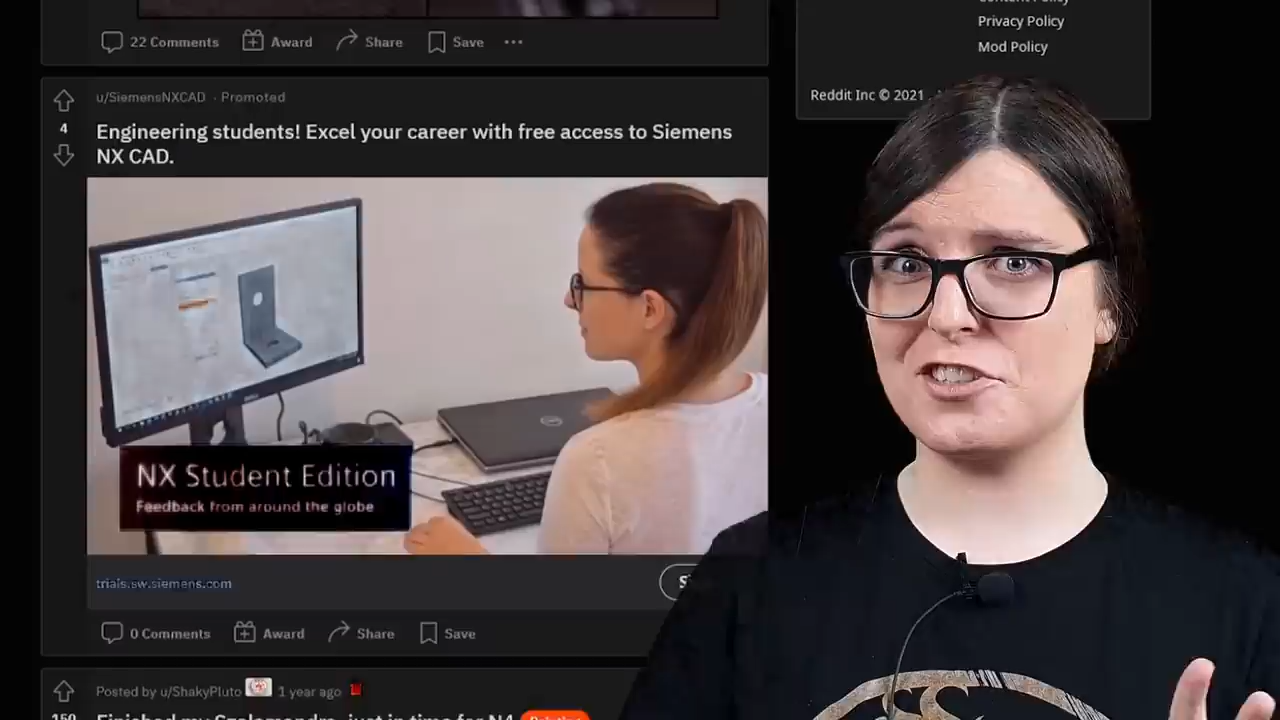 22 Comments Award Share Save
Privacy Policy
Mod Policy
Reddit Inc © 2021
u/SiemensNXCAD · Promoted
4
Engineering students! Excel your career with free access to Siemens
NX CAD.
NX Student Edition
Feedback from around the globe
trials.sw.siemens.com
0 Comments Award Share Save
Posted by u/ShakyPluto 1 year ago